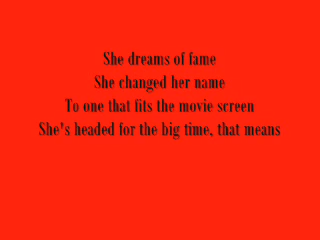 She dreams of fame
She changed her name
To one that fits the movie screen
She's headed for the big time, that means